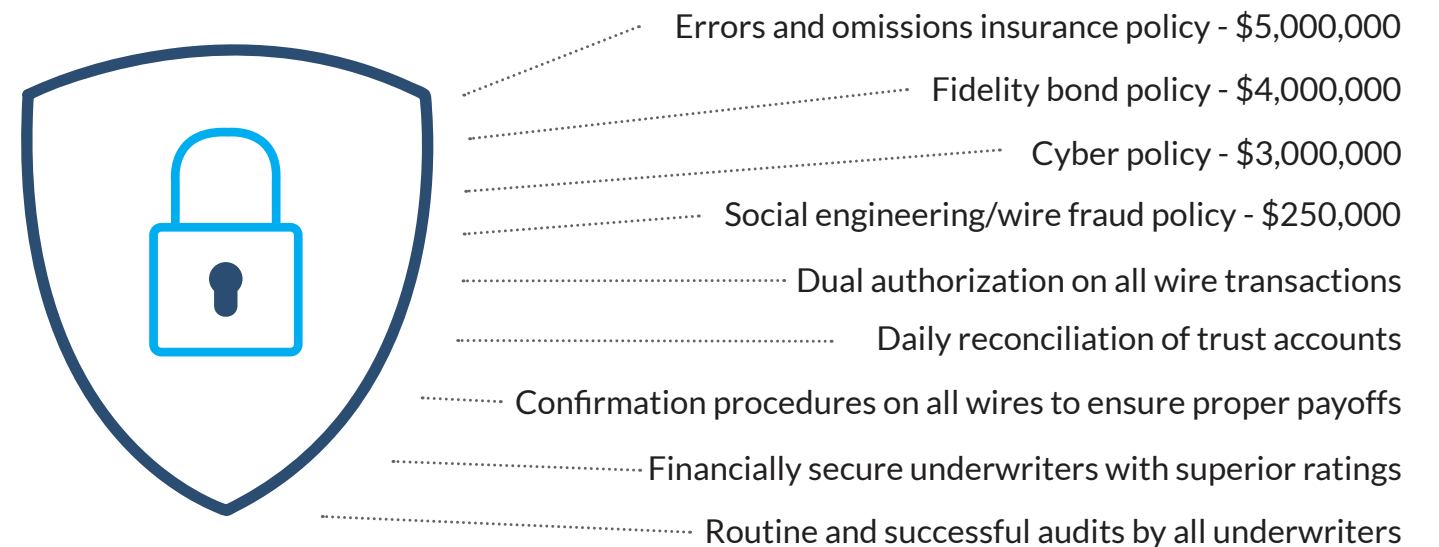 Errors and omissions insurance policy - $5,000,000
Fidelity bond policy - $4,000,000
Cyber policy - $3,000,000
Social engineering/wire fraud policy - $250,000
Dual authorization on all wire transactions
Daily reconciliation of trust accounts
Confirmation procedures on all wires to ensure proper payoffs
Financially secure underwriters with superior ratings
Routine and successful audits by all underwriters